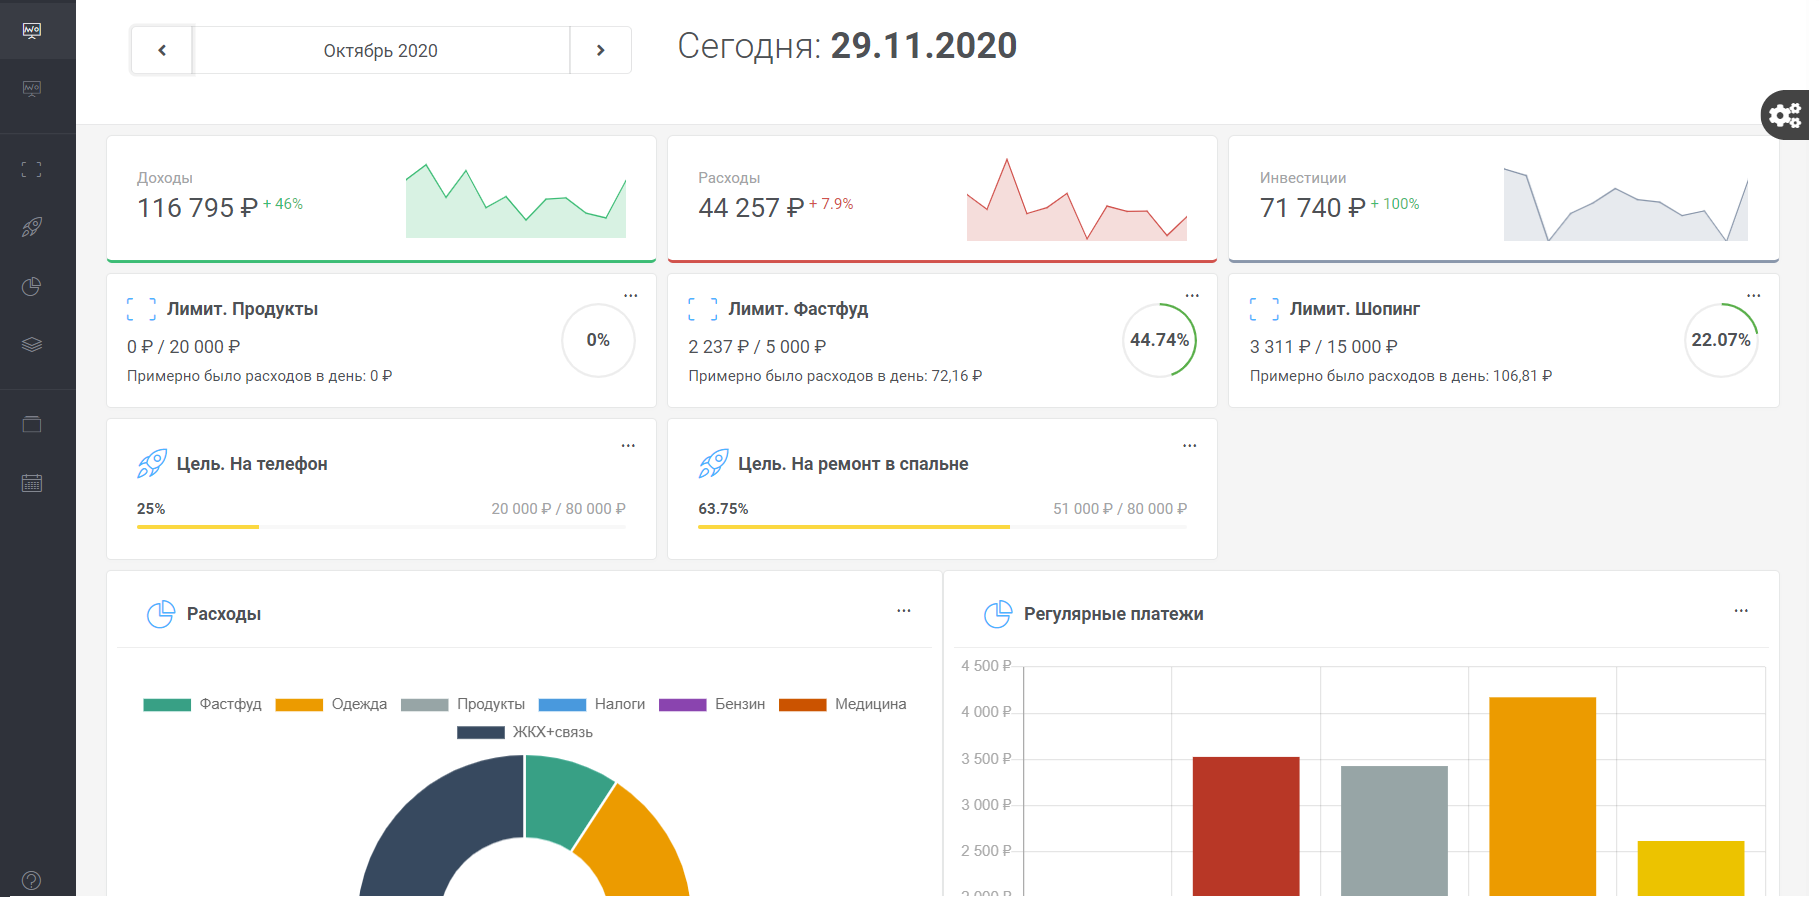 Октябрь 2020
Сегодня: 29.11.2020
Доходы
116 795 ₽ + 46%
Расходы
44 257 ₽ + 7.9%
Инвестиции
71 740 ₽ + 100%
Лимит. Продукты
0 ₽ / 20 000 ₽
Примерно было расходов в день: 0 ₽
0%
Лимит. Фастфуд
2 237 ₽ / 5 000 ₽
Примерно было расходов в день: 72,16 ₽
44.74%
Лимит. Шопинг
3 311 ₽ / 15 000 ₽
Примерно было расходов в день: 106,81 ₽
22.07%
Цель. На телефон
25% 20 000 ₽ / 80 000 ₽
Цель. На ремонт в спальне
63.75% 51 000 ₽ / 80 000 ₽
Расходы
Фастфуд Одежда Продукты Налоги Бензин Медицина
ЖКХ+связь
Регулярные платежи
4 500 ₽
4 000 ₽
3 500 ₽
3 000 ₽
2 500 ₽
2 000 ₽